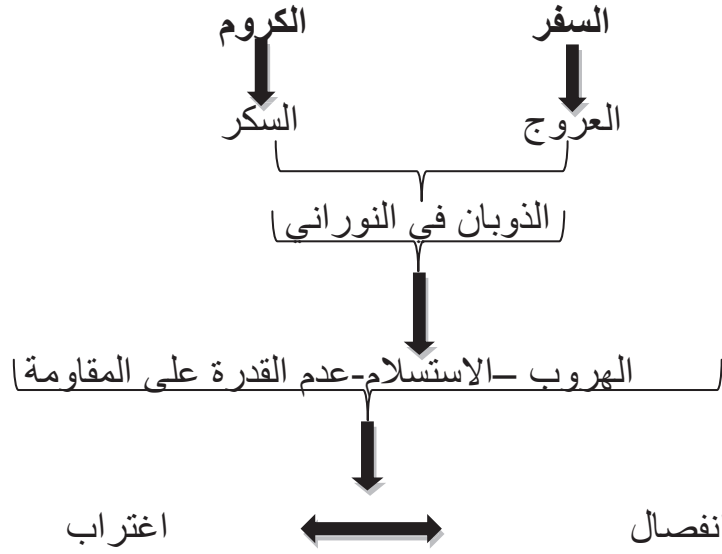 السفر الكروم
العروج السكر
الذوبان في النوراني
الهروب –الاستسلام-عدم القدرة على المقاومة
نفصال اغتراب